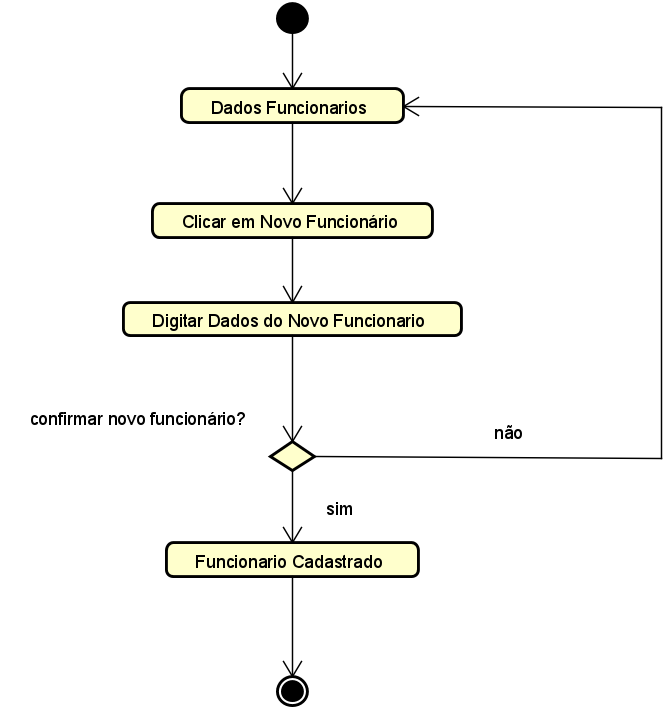 Dados Funcionarios
Clicar em Novo Funcionário
Digitar Dados do Novo Funcionario
confirmar novo funcionário?
não
sim
Funcionario Cadastrado